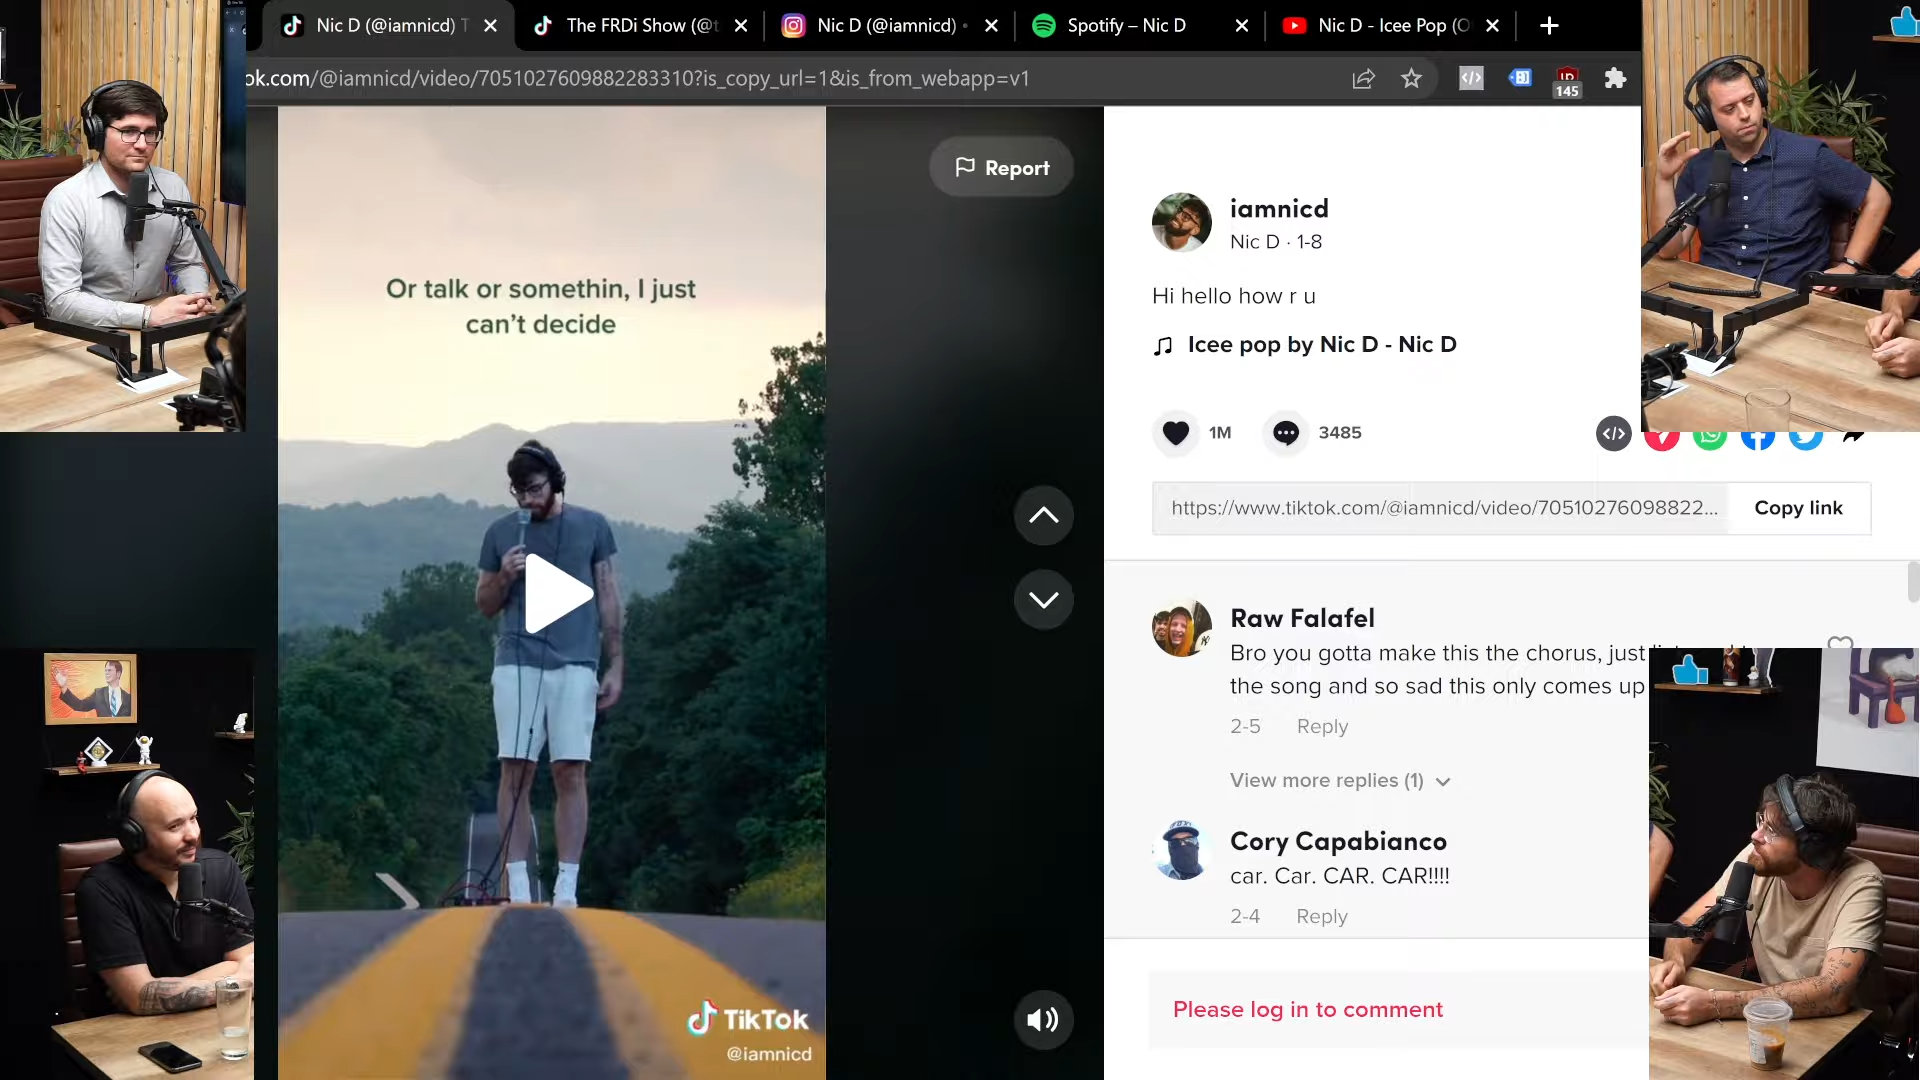 Nic D (@iamnicd) T
The FRDi Show (@t
Nic D (@iamnicd) •
Spotify – Nic D
Nic D - Icee Pop (O
ok.com/@iamnicd/video/7051027609882283310?is_copy_url=1&is_from_webapp=v1
145
Report
Or talk or somethin, I just
can't decide
iamnicd
Nic D · 1-8
Hi hello how r u
Icee pop by Nic D - Nic D
1M
3485
https://www.tiktok.com/@iamnicd/video/70510276098822...
Copy link
Raw Falafel
Bro you gotta make this the chorus, just
the song and so sad this only comes up
2-5 Reply
View more replies (1)
Cory Capabianco
car. Car. CAR. CAR!!!!
2-4 Reply
Please log in to comment
TikTok
@iamnicd